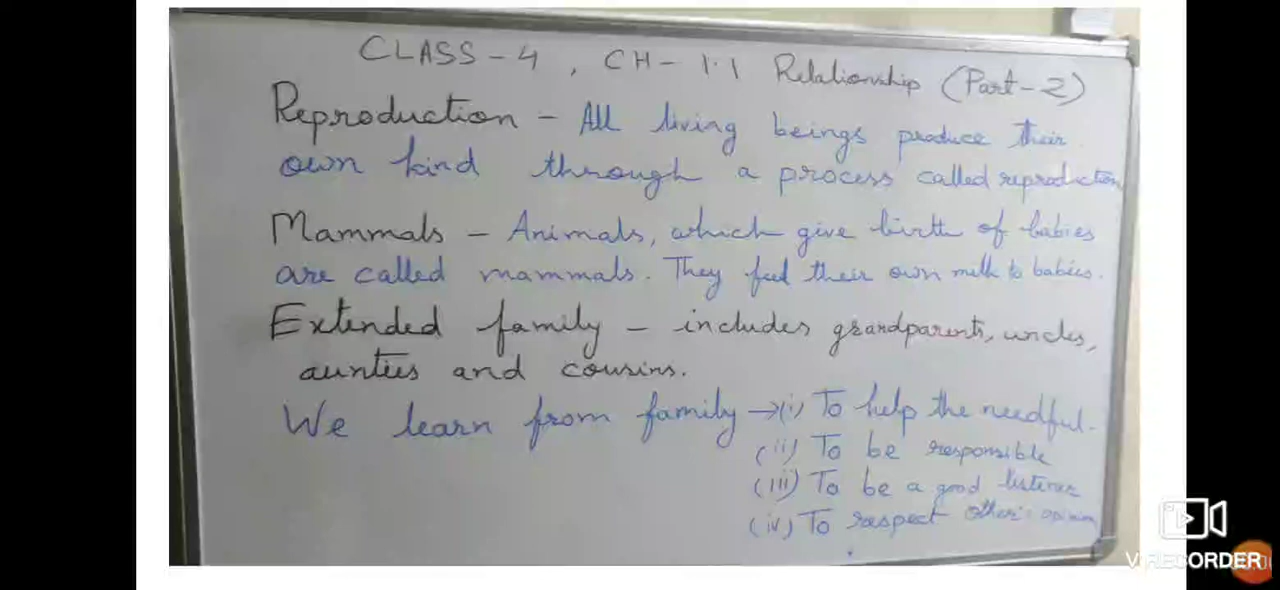 CLASS - 4 , CH - 1.1 Relationship (Part - 2)
Reproduction - All living beings produce their
own kind through a process called reproduction
Mammals - Animals, which give birth of babies
are called mammals. They feed their own milk to babies.
Extended family - includes grandparents, uncles,
aunties and cousins.
We learn from family → (i) To help the needful.
(ii) To be responsible
(iii) To be a good listener
(iv) To respect other's opinion
V RECORDER